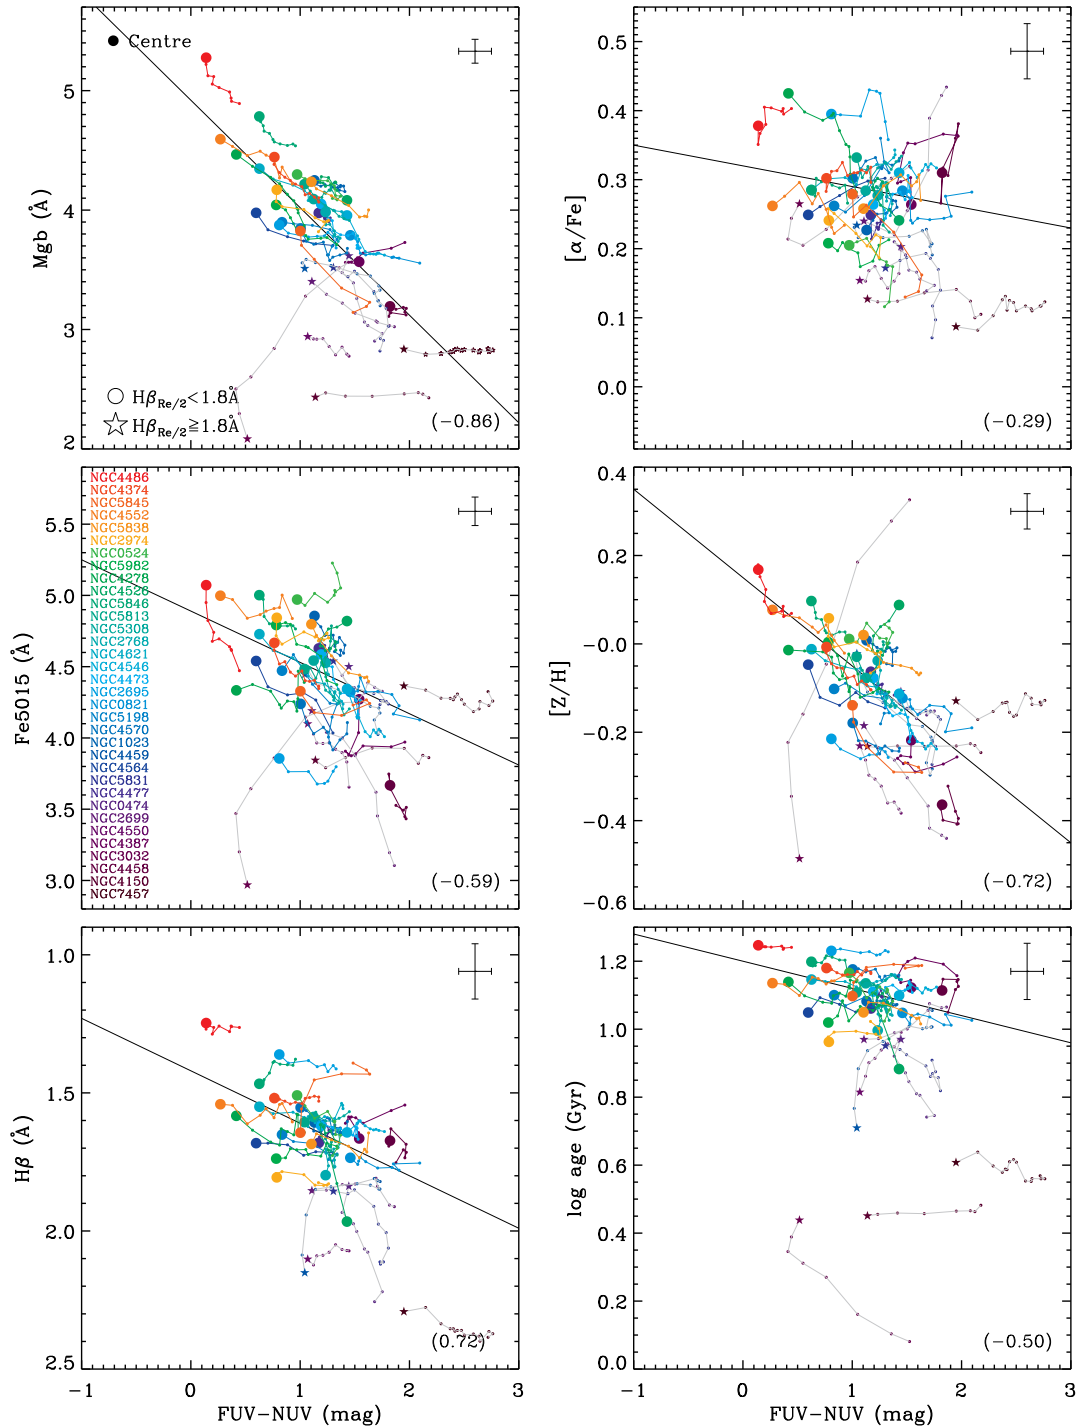 Centre
Mgb (Å)
5
4
3
2
○ HβRe/2<1.8Å
☆ HβRe/2≧1.8Å
(−0.86)
[α/Fe]
0.5
0.4
0.3
0.2
0.1
0.0
(−0.29)
Fe5015 (Å)
5.5
5.0
4.5
4.0
3.5
3.0
NGC4486
NGC4374
NGC5845
NGC4552
NGC5838
NGC2974
NGC0524
NGC5982
NGC4278
NGC4526
NGC5846
NGC5813
NGC5308
NGC2768
NGC4621
NGC4546
NGC4473
NGC2695
NGC0821
NGC5198
NGC4570
NGC1023
NGC4459
NGC4564
NGC5831
NGC4477
NGC0474
NGC2699
NGC4550
NGC4387
NGC3032
NGC4458
NGC4150
NGC7457
(−0.59)
[Z/H]
0.4
0.2
−0.0
−0.2
−0.4
−0.6
(−0.72)
Hβ (Å)
1.0
1.5
2.0
2.5
(0.72)
−1 0 1 2 3
FUV−NUV (mag)
log age (Gyr)
1.2
1.0
0.8
0.6
0.4
0.2
0.0
(−0.50)
−1 0 1 2 3
FUV−NUV (mag)